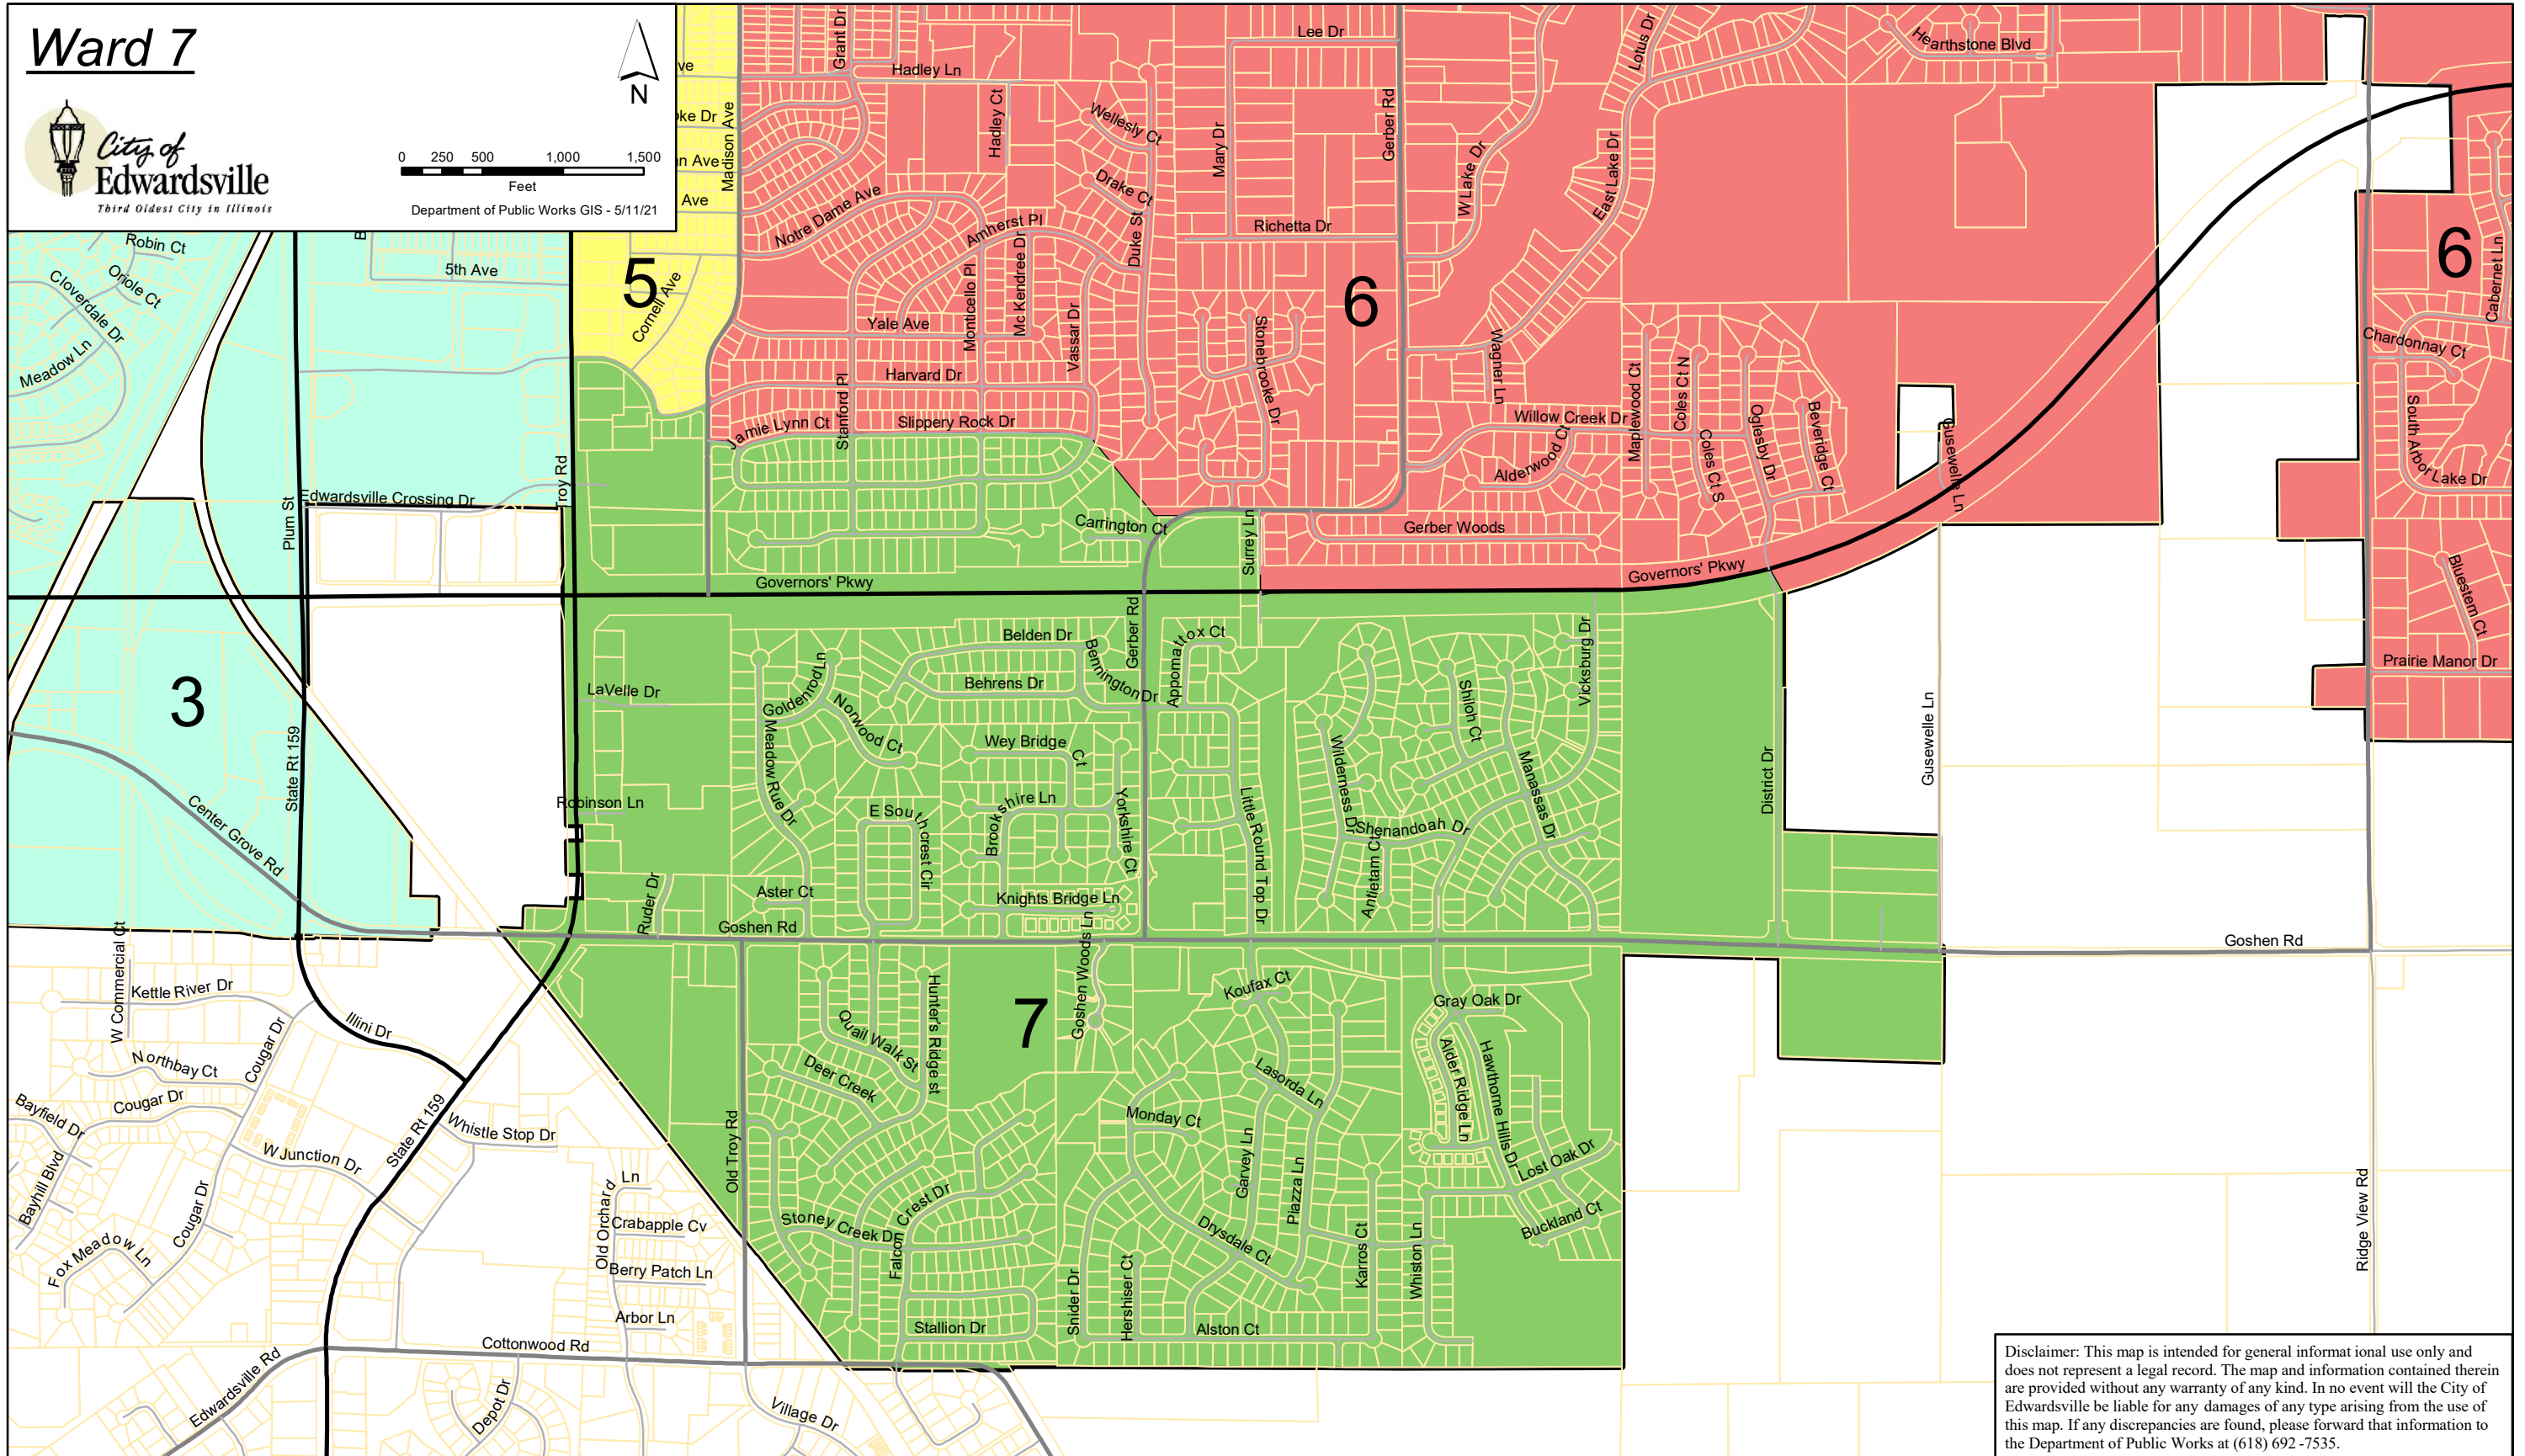 Ward 7
N
City of
Edwardsville
Third Oldest City in Illinois
0 250 500 1,000 1,500
Feet
Department of Public Works GIS - 5/11/21
ve
oke Dr
n Ave
Ave
Madison Ave
Grant Dr
Hadley Ln
Hadley Ct
Wellesly Ct
Drake Ct
Duke St
Notre Dame Ave
Amherst Pl
Mc Kendree Dr
Monticello Pl
Vassar Dr
Yale Ave
Harvard Dr
Stanford Pl
Jamie Lynn Ct
Slippery Rock Dr
Lee Dr
Mary Dr
Gerber Rd
Richetta Dr
Stonebrooke Dr
6
W Lake Dr
East Lake Dr
Lotus Dr
Hearthstone Blvd
Wagner Ln
Willow Creek Dr
Alderwood Ct
Maplewood Ct
Coles Ct N
Coles Ct S
Oglesby Dr
Beveridge Ct
Gusewelle Ln
6
Cabernet Ln
Chardonnay Ct
South Arbor Lake Dr
Bluestem Ct
Prairie Manor Dr
5
Cornell Ave
B
5th Ave
Robin Ct
Oriole Ct
Cloverdale Dr
Meadow Ln
Plum St
Troy Rd
Edwardsville Crossing Dr
Carrington Ct
Surrey Ln
Gerber Woods
Governors' Pkwy
Governors' Pkwy
3
State Rt 159
Center Grove Rd
LaVelle Dr
Robinson Ln
Ruder Dr
Goldenrod Ln
Norwood Ct
Meadow Rue Dr
Aster Ct
Belden Dr
Behrens Dr
Bennington Dr
Gerber Rd
Appomattox Ct
Wey Bridge Ct
Brookshire Ln
Yorkshire Ct
E Southcrest Cir
Knights Bridge Ln
Goshen Rd
Little Round Top Dr
Wilderness Dr
Shiloh Ct
Vicksburg Dr
Manassas Dr
Shenandoah Dr
Antietam Ct
District Dr
Gusewelle Ln
Goshen Rd
7
Goshen Woods Ln
Hunter's Ridge st
Quail Walk St
Deer Creek
Old Troy Rd
Stoney Creek Dr
Falcon Crest Dr
Stallion Dr
Koufax Ct
Lasorda Ln
Monday Ct
Garvey Ln
Piazza Ln
Drysdale Ct
Snider Dr
Hershiser Ct
Alston Ct
Karros Ct
Whiston Ln
Gray Oak Dr
Alder Ridge Ln
Hawthorne Hills Dr
Lost Oak Dr
Buckland Ct
Ridge View Rd
W Commercial Ct
Kettle River Dr
Northbay Ct
Cougar Dr
Illini Dr
Bayfield Dr
Cougar Dr
Bayhill Blvd
W Junction Dr
State Rt 159
Whistle Stop Dr
Cougar Dr
Fox Meadow Ln
Old Orchard Ln
Crabapple Cv
Berry Patch Ln
Arbor Ln
Cottonwood Rd
Edwardsville Rd
Depot Dr
Village Dr
Disclaimer: This map is intended for general informat ional use only and
does not represent a legal record. The map and information contained therein
are provided without any warranty of any kind. In no event will the City of
Edwardsville be liable for any damages of any type arising from the use of
this map. If any discrepancies are found, please forward that information to
the Department of Public Works at (618) 692 -7535.